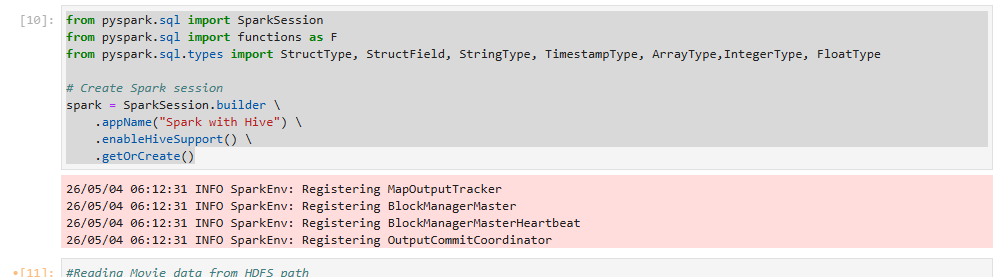 [10]: from pyspark.sql import SparkSession
from pyspark.sql import functions as F
from pyspark.sql.types import StructType, StructField, StringType, TimestampType, ArrayType,IntegerType, FloatType
# Create Spark session
spark = SparkSession.builder \
.appName("Spark with Hive") \
.enableHiveSupport() \
.getOrCreate()
26/05/04 06:12:31 INFO SparkEnv: Registering MapOutputTracker
26/05/04 06:12:31 INFO SparkEnv: Registering BlockManagerMaster
26/05/04 06:12:31 INFO SparkEnv: Registering BlockManagerMasterHeartbeat
26/05/04 06:12:31 INFO SparkEnv: Registering OutputCommitCoordinator
•[11]: #Reading Movie data from HDFS path